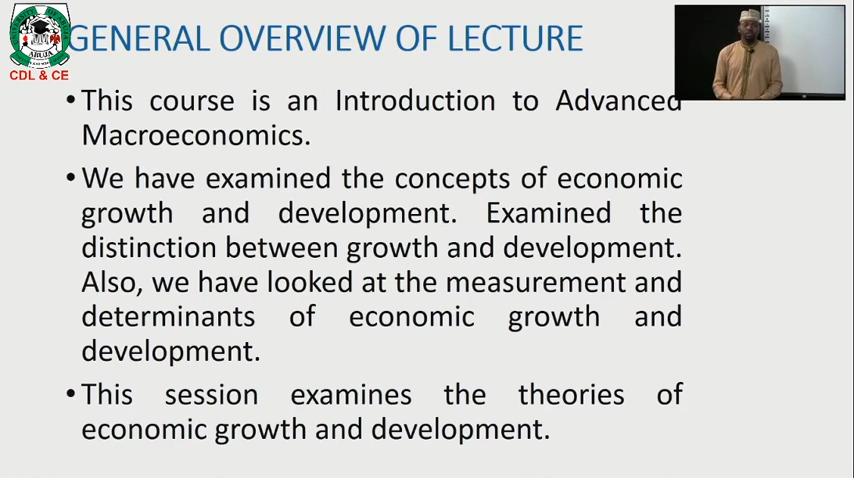 GENERAL OVERVIEW OF LECTURE
CDL & CE
• This course is an Introduction to Advanced
Macroeconomics.
• We have examined the concepts of economic
growth and development. Examined the
distinction between growth and development.
Also, we have looked at the measurement and
determinants of economic growth and
development.
• This session examines the theories of
economic growth and development.